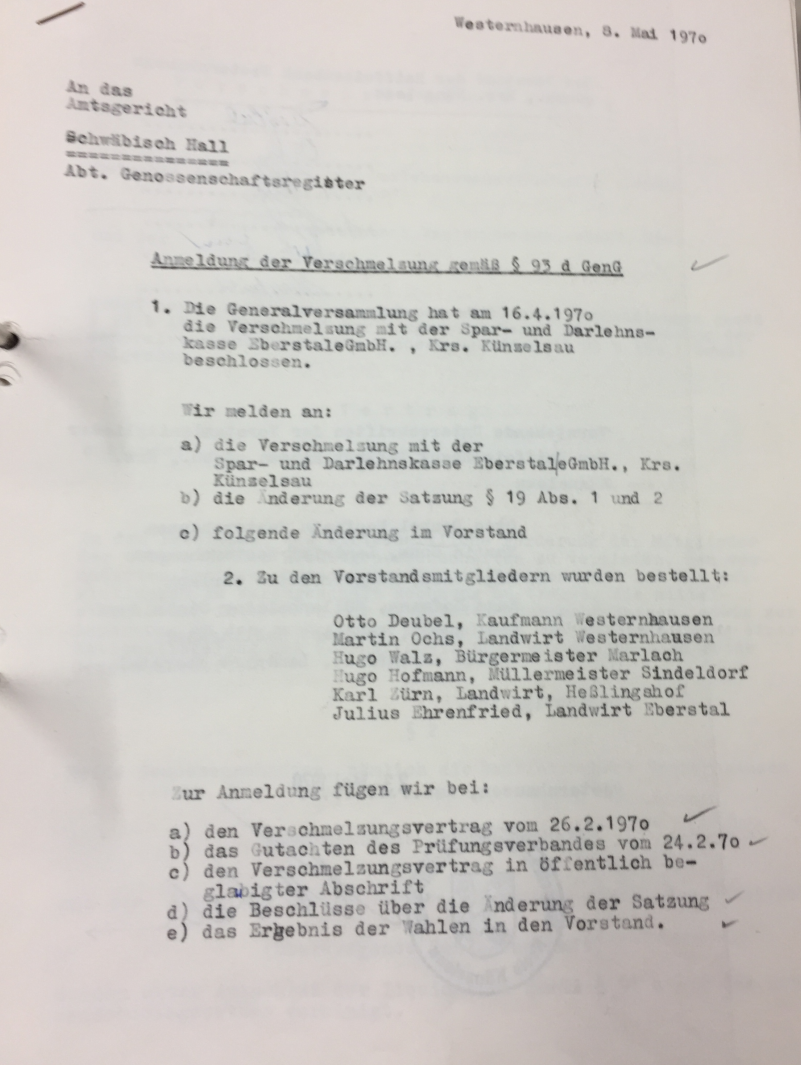 Westernhausen, 8. Mai 197o
An das
Amtsgericht
Schwäbisch Hall
===============
Abt. Genossenschaftsregister
Anmeldung der Verschmelzung gemäß § 93 d GenG
1. Die Generalversammlung hat am 16.4.197o
die Verschmelzung mit der Spar- und Darlehns-
kasse EberstaleGmbH. , Krs. Künzelsau
beschlossen.
Wir melden an:
a) die Verschmelzung mit der
Spar- und Darlehnskasse Eberstal|eGmbH., Krs.
Künzelsau
b) die Änderung der Satzung § 19 Abs. 1 und 2
c) folgende Änderung im Vorstand
2. Zu den Vorstandsmitgliedern wurden bestellt:
Otto Deubel, Kaufmann Westernhausen
Martin Ochs, Landwirt Westernhausen
Hugo Walz, Bürgermeister Marlach
Hugo Hofmann, Müllermeister Sindeldorf
Karl Zürn, Landwirt, Heßlingshof
Julius Ehrenfried, Landwirt Eberstal
Zur Anmeldung fügen wir bei:
a) den Verschmelzungsvertrag vom 26.2.197o
b) das Gutachten des Prüfungsverbandes vom 24.2.7o
c) den Verschmelzungsvertrag in öffentlich be-
glabigter Abschrift
d) die Beschlüsse über die Änderung der Satzung
e) das Ergebnis der Wahlen in den Vorstand.